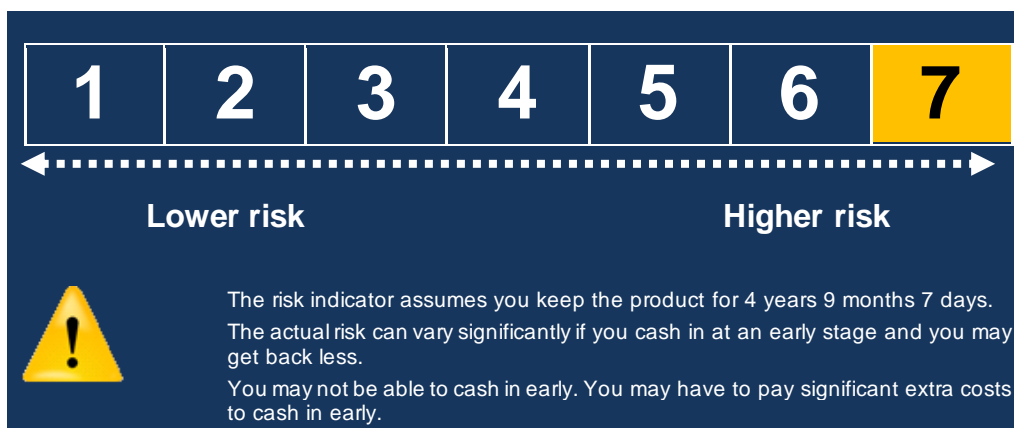 1 2 3 4 5 6 7
Lower risk Higher risk
The risk indicator assumes you keep the product for 4 years 9 months 7 days.
The actual risk can vary significantly if you cash in at an early stage and you may
get back less.
You may not be able to cash in early. You may have to pay significant extra costs
to cash in early.